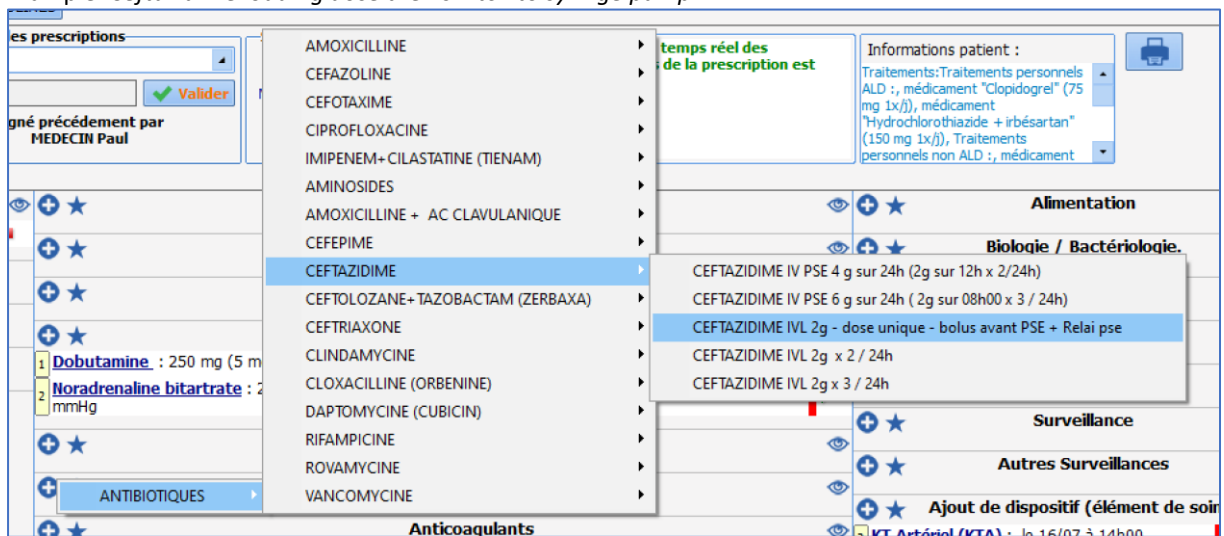 les prescriptions
Valider
gné précédement par
MEDECIN Paul
temps réel des
de la prescription est
Informations patient :
Traitements:Traitements personnels
ALD :, médicament "Clopidogrel" (75
mg 1x/j), médicament
"Hydrochlorothiazide + irbésartan"
(150 mg 1x/j), Traitements
personnels non ALD :, médicament
AMOXICILLINE
CEFAZOLINE
CEFOTAXIME
CIPROFLOXACINE
IMIPENEM+CILASTATINE (TIENAM)
AMINOSIDES
AMOXICILLINE + AC CLAVULANIQUE
CEFEPIME
CEFTAZIDIME
CEFTOLOZANE+TAZOBACTAM (ZERBAXA)
CEFTRIAXONE
CLINDAMYCINE
CLOXACILLINE (ORBENINE)
DAPTOMYCINE (CUBICIN)
RIFAMPICINE
ROVAMYCINE
VANCOMYCINE
CEFTAZIDIME IV PSE 4 g sur 24h (2g sur 12h x 2/24h)
CEFTAZIDIME IV PSE 6 g sur 24h ( 2g sur 08h00 x 3 / 24h)
CEFTAZIDIME IVL 2g - dose unique - bolus avant PSE + Relai pse
CEFTAZIDIME IVL 2g x 2 / 24h
CEFTAZIDIME IVL 2g x 3 / 24h
1 Dobutamine : 250 mg (5 m
2 Noradrenaline bitartrate : 2
mmHg
ANTIBIOTIQUES
Anticoagulants
Alimentation
Biologie / Bactériologie.
Surveillance
Autres Surveillances
Ajout de dispositif (élément de soin
KT Artériel (KTA) : le 16/07 à 14h00